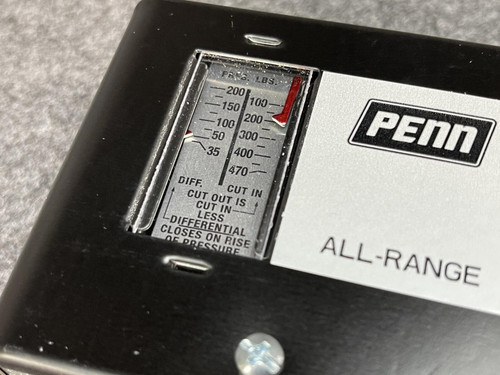 PRES. LBS.
200
150 100
100 200
50 300
35 400
470
DIFF. CUT IN
CUT OUT IS
CUT IN
LESS
DIFFERENTIAL
CLOSES ON RISE
OF PRESSURE
PENN
ALL-RANGE